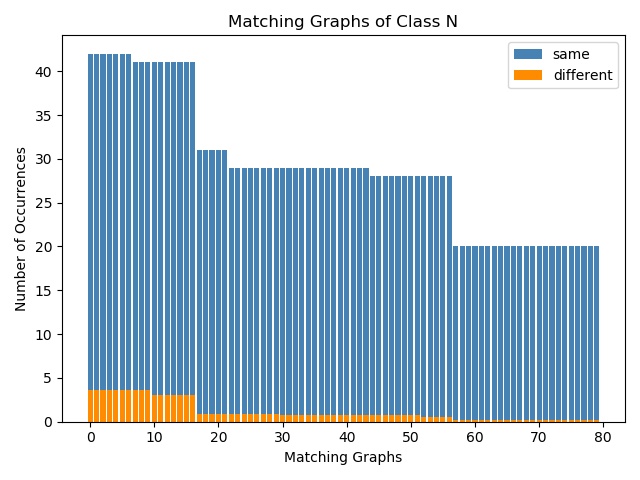 Matching Graphs of Class N
same
different
Number of Occurrences
40
35
30
25
20
15
10
5
0
0 10 20 30 40 50 60 70 80
Matching Graphs